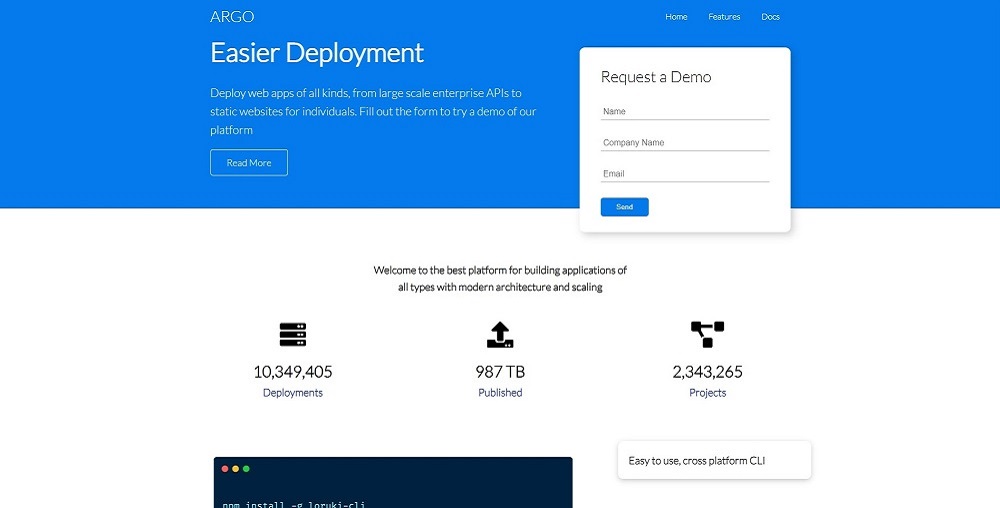 ARGO
Home
Features
Docs
Easier Deployment
Deploy web apps of all kinds, from large scale enterprise APIs to
static websites for individuals. Fill out the form to try a demo of our
platform
Read More
Request a Demo
Name
Company Name
Email
Send
Welcome to the best platform for building applications of
all types with modern architecture and scaling
10,349,405
Deployments
987 TB
Published
2,343,265
Projects
npm install -g loruki-cli
Easy to use, cross platform CLI